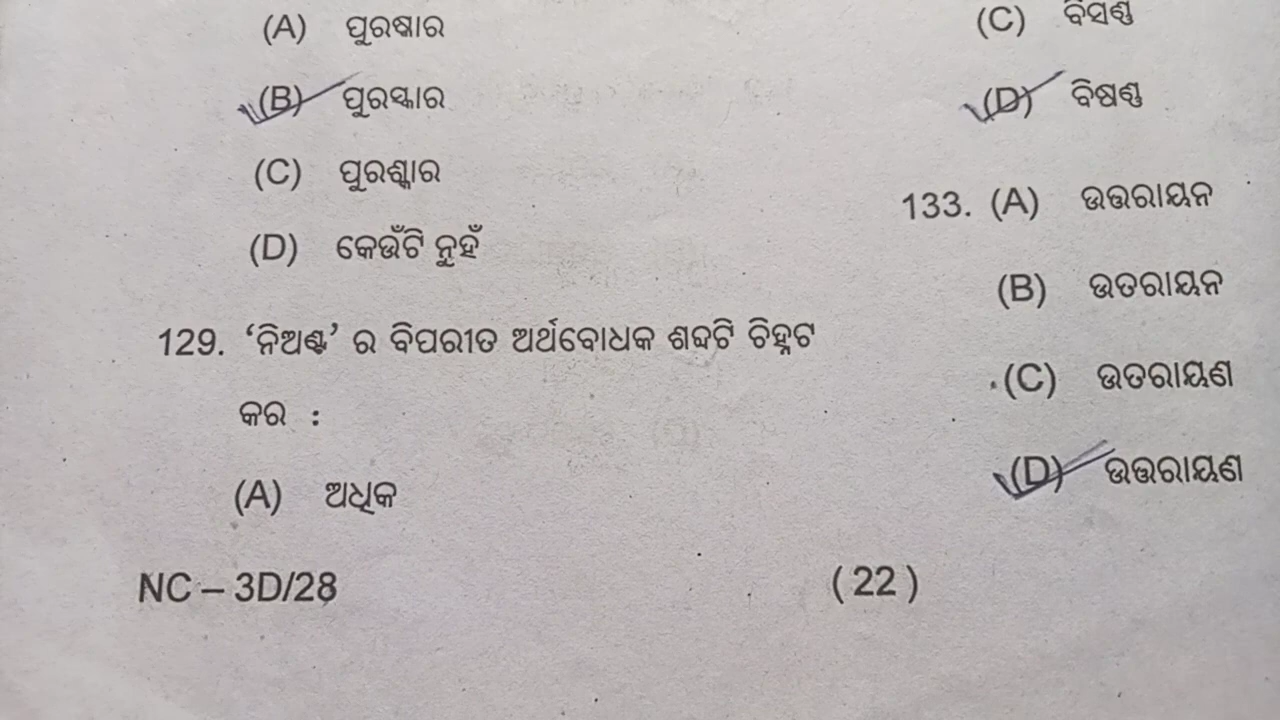 (A) ପୁରଷ୍କାର
(B) ପୁରସ୍କାର
(C) ପୁରଶ୍କାର
(D) କେଉଁଟି ନୁହଁ
129. ‘ନିଅଣ୍ଟ’ ର ବିପରୀତ ଅର୍ଥବୋଧକ ଶବ୍ଦଟି ଚିହ୍ନଟ
କର :
(A) ଅଧିକ
(C) ବିସଣ୍ଣ
(D) ବିଷଣ୍ଣ
133. (A) ଉତ୍ତରାୟନ
(B) ଉତରାୟନ
(C) ଉତରାୟଣ
(D) ଉତ୍ତରାୟଣ
NC – 3D/28
( 22 )